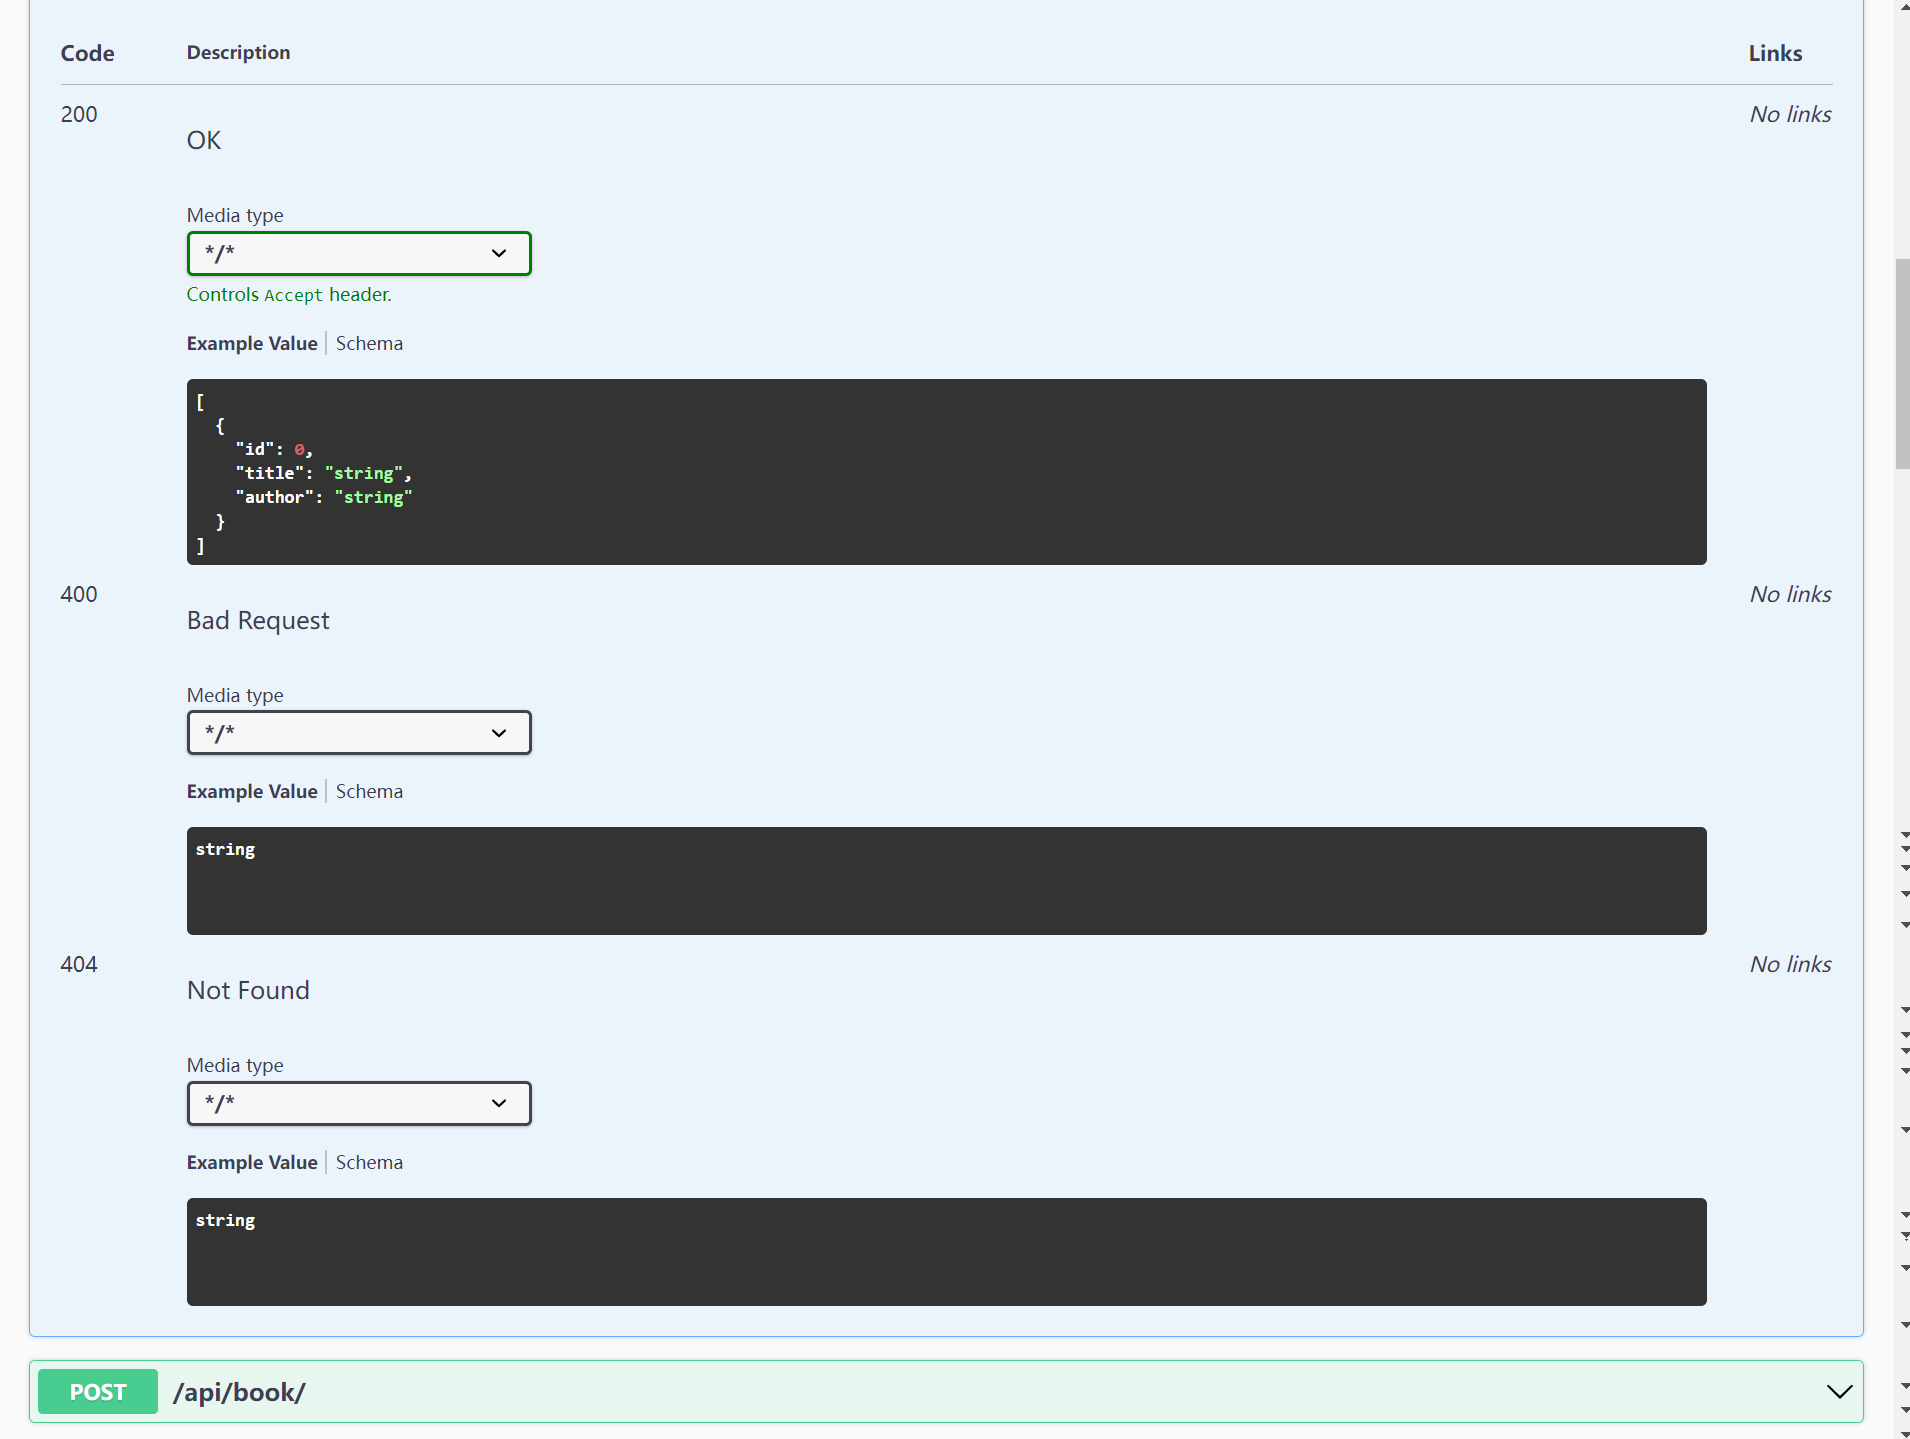 Code Description Links
200 No links
OK
Media type
*/*
Controls Accept header.
Example Value Schema
[
  {
    "id": 0,
    "title": "string",
    "author": "string"
  }
]
400 No links
Bad Request
Media type
*/*
Example Value Schema
string
404 No links
Not Found
Media type
*/*
Example Value Schema
string
POST /api/book/